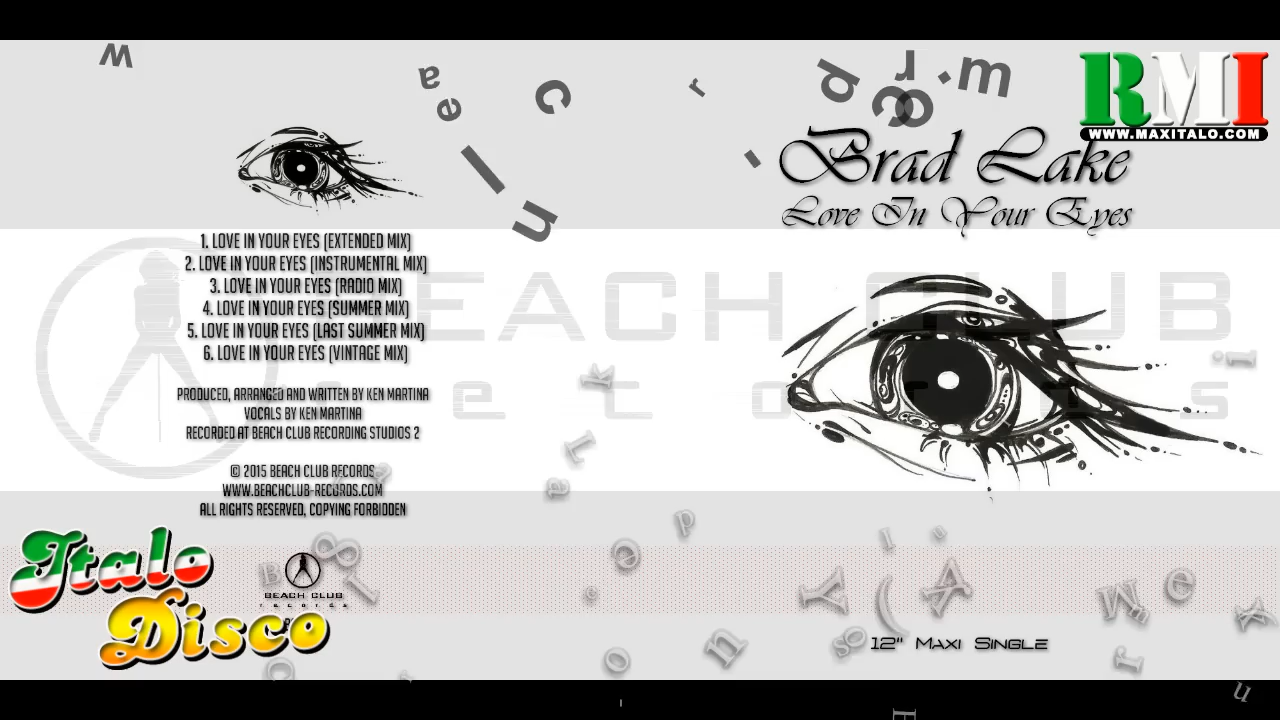 RMI
WWW.MAXITALO.COM
Brad Lake
Love In Your Eyes
1. LOVE IN YOUR EYES (EXTENDED MIX)
2. LOVE IN YOUR EYES (INSTRUMENTAL MIX)
3. LOVE IN YOUR EYES (RADIO MIX)
4. LOVE IN YOUR EYES (SUMMER MIX)
5. LOVE IN YOUR EYES (LAST SUMMER MIX)
6. LOVE IN YOUR EYES (VINTAGE MIX)
BEACH CLUB
records
PRODUCED, ARRANGED AND WRITTEN BY KEN MARTINA
VOCALS BY KEN MARTINA
RECORDED AT BEACH CLUB RECORDING STUDIOS 2
© 2015 BEACH CLUB RECORDS
WWW.BEACHCLUB-RECORDS.COM
ALL RIGHTS RESERVED, COPYING FORBIDDEN
BEACH CLUB
records
Italo
Disco
12" Maxi Single